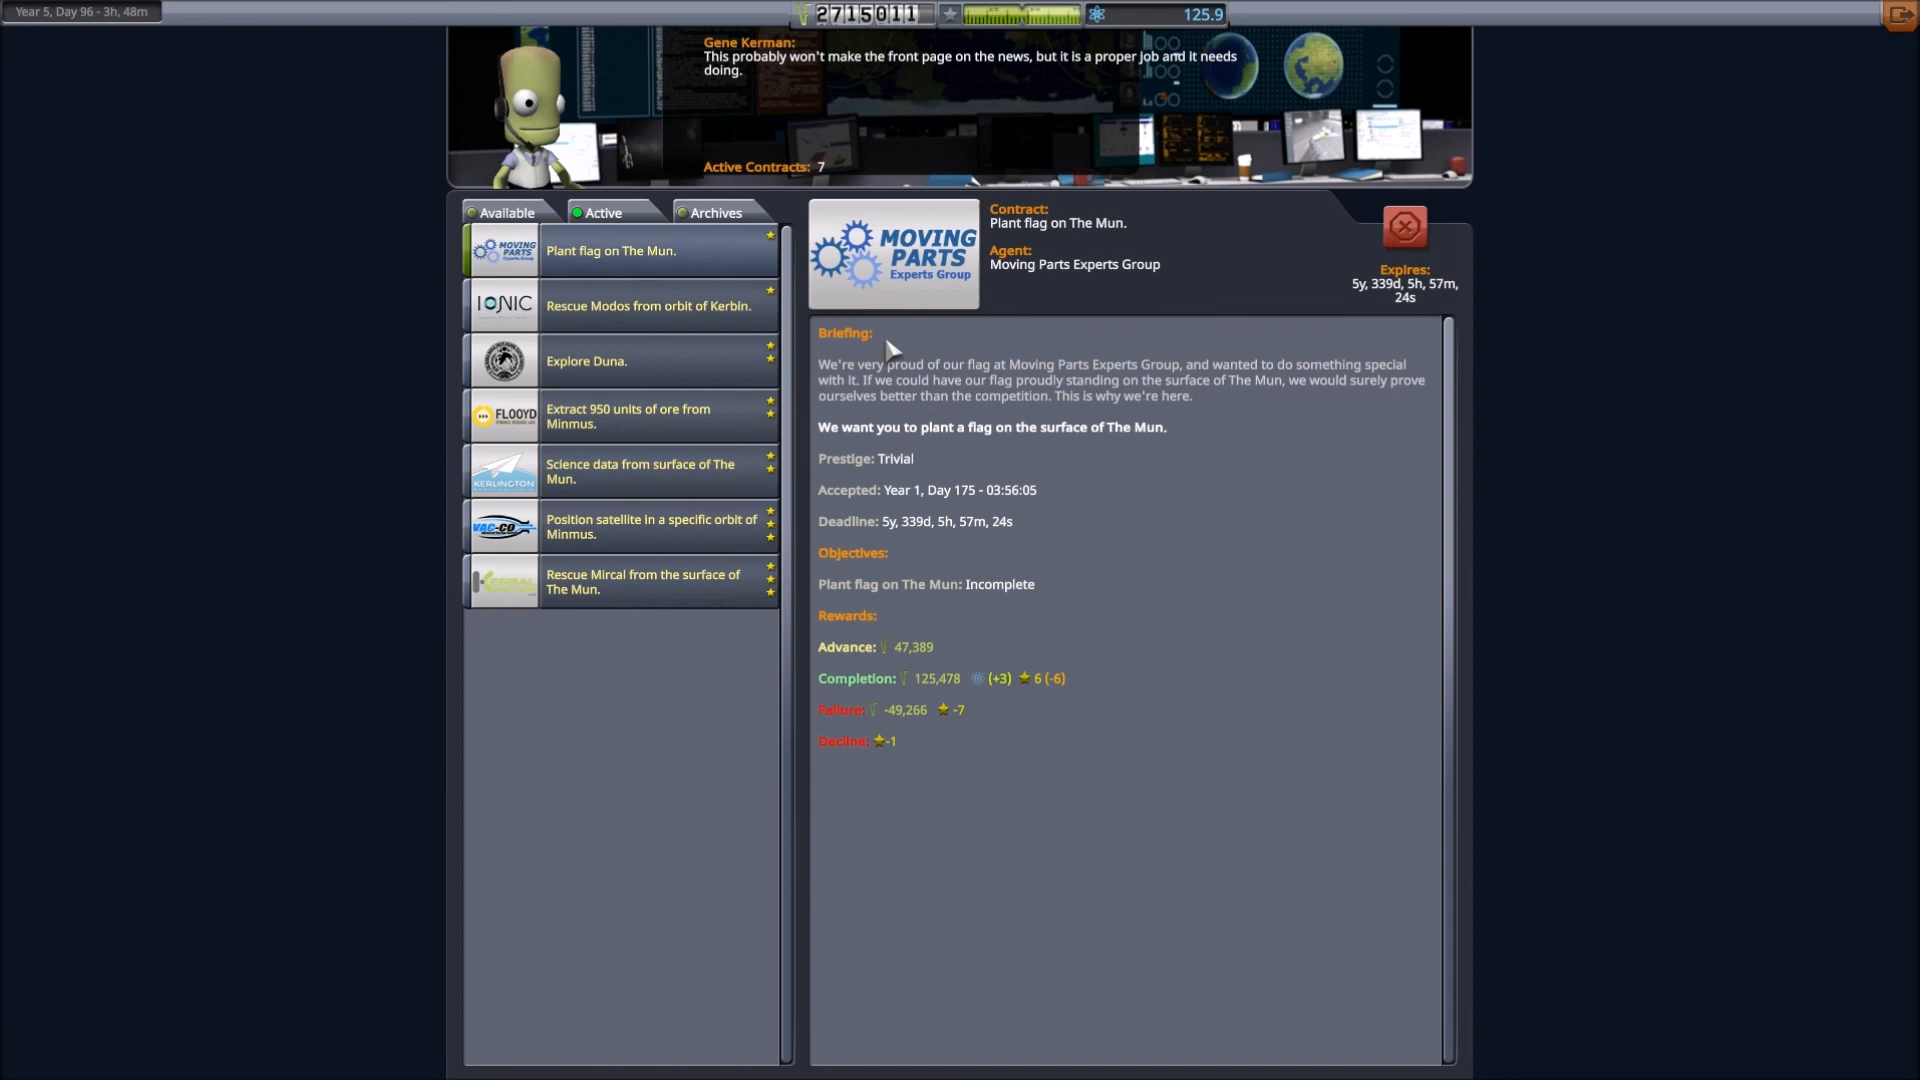 Year 5, Day 96 - 3h, 48m
2715011
125.9
Gene Kerman:
This probably won't make the front page on the news, but it is a proper job and it needs
doing.
Active Contracts: 7
Available
Active
Archives
Plant flag on The Mun.
Rescue Modos from orbit of Kerbin.
Explore Duna.
Extract 950 units of ore from
Minmus.
Science data from surface of The
Mun.
Position satellite in a specific orbit of
Minmus.
Rescue Mircal from the surface of
The Mun.
MOVING
PARTS
Experts Group
IONIC
FLOOYD
KERLINGTON
VAC-CO
KERBAL
MOVING
PARTS
Experts Group
Contract:
Plant flag on The Mun.
Agent:
Moving Parts Experts Group
Expires:
5y, 339d, 5h, 57m,
24s
Briefing:
We're very proud of our flag at Moving Parts Experts Group, and wanted to do something special
with it. If we could have our flag proudly standing on the surface of The Mun, we would surely prove
ourselves better than the competition. This is why we're here.
We want you to plant a flag on the surface of The Mun.
Prestige: Trivial
Accepted: Year 1, Day 175 - 03:56:05
Deadline: 5y, 339d, 5h, 57m, 24s
Objectives:
Plant flag on The Mun: Incomplete
Rewards:
Advance: 47,389
Completion: 125,478 (+3) 6 (-6)
Failure: -49,266 -7
Decline: -1